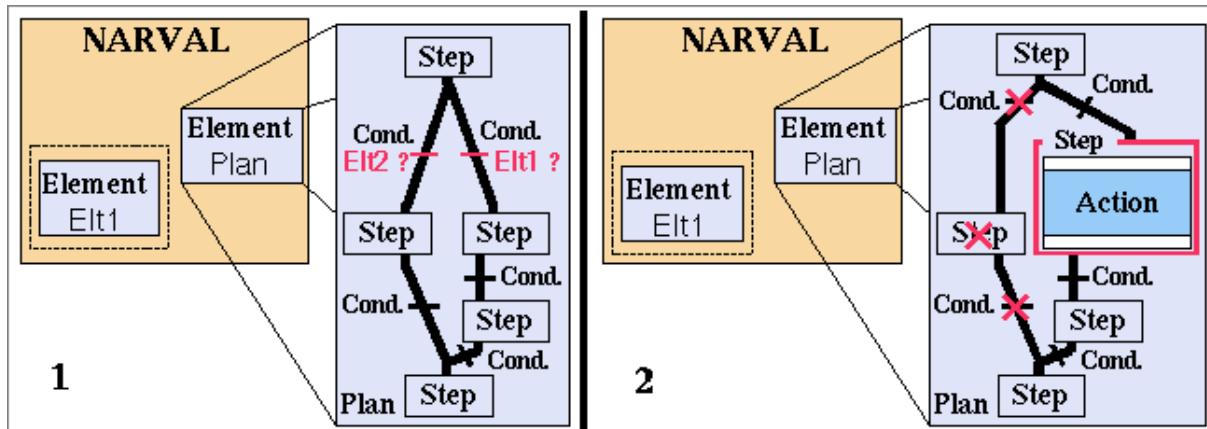 NARVAL
Step
Element
Plan
Cond.
Cond.
Elt2 ?
Elt1 ?
Element
Elt1
Step
Step
Cond.
Cond.
Step
Cond.
Step
Plan
1
NARVAL
Step
Cond.
Cond.
Element
Plan
Step
Action
Element
Elt1
Step
Cond.
Cond.
Step
Cond.
Step
Plan
2